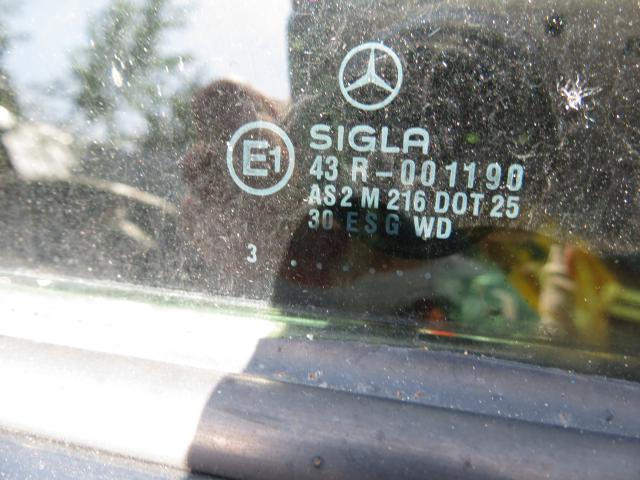 SIGLA
E1
43 R-001190
AS2 M 216 DOT 25
30 ESG WD
3 . . . . . . .